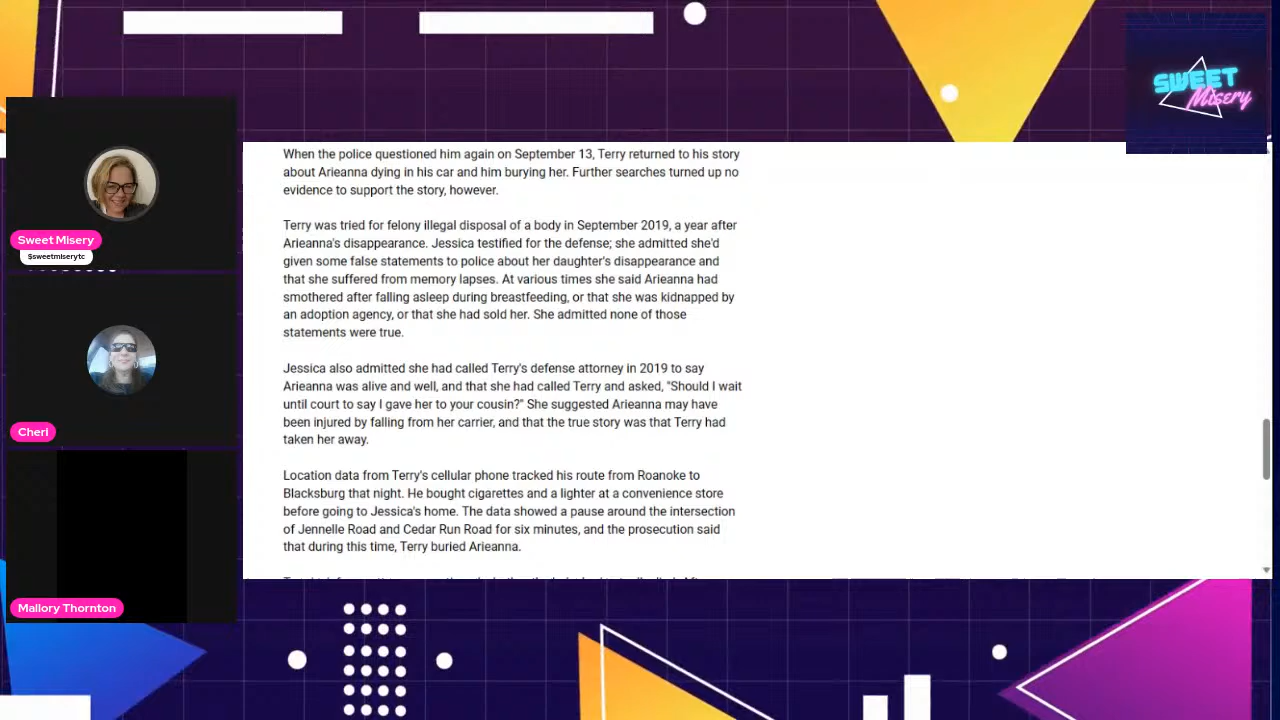 SWEET
Misery
Sweet Misery
$sweetmiserytc
Cherl
Mallory Thornton
When the police questioned him again on September 13, Terry returned to his story
about Arieanna dying in his car and him burying her. Further searches turned up no
evidence to support the story, however.
Terry was tried for felony illegal disposal of a body in September 2019, a year after
Arieanna's disappearance. Jessica testified for the defense; she admitted she'd
given some false statements to police about her daughter's disappearance and
that she suffered from memory lapses. At various times she said Arieanna had
smothered after falling asleep during breastfeeding, or that she was kidnapped by
an adoption agency, or that she had sold her. She admitted none of those
statements were true.
Jessica also admitted she had called Terry's defense attorney in 2019 to say
Arieanna was alive and well, and that she had called Terry and asked, "Should I wait
until court to say I gave her to your cousin?" She suggested Arieanna may have
been injured by falling from her carrier, and that the true story was that Terry had
taken her away.
Location data from Terry's cellular phone tracked his route from Roanoke to
Blacksburg that night. He bought cigarettes and a lighter at a convenience store
before going to Jessica's home. The data showed a pause around the intersection
of Jennelle Road and Cedar Run Road for six minutes, and the prosecution said
that during this time, Terry buried Arieanna.